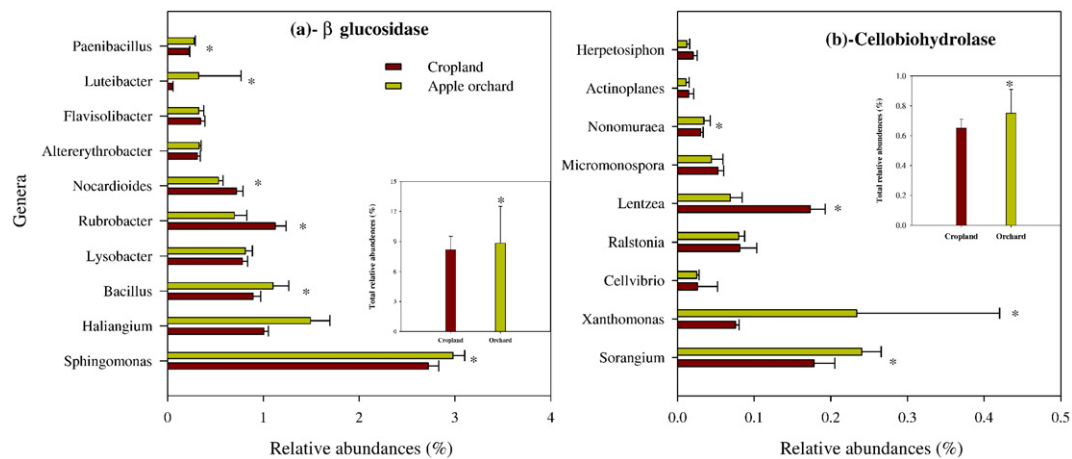 (a)- β glucosidase
Cropland
Apple orchard
Genera
Paenibacillus
Luteibacter
Flavisolibacter
Altererythrobacter
Nocardioides
Rubrobacter
Lysobacter
Bacillus
Haliangium
Sphingomonas
*
*
*
*
*
*
0
1
2
3
4
Relative abundances (%)
Total relative abundences (%)
15
12
9
6
3
0
*
Cropland
Orchard
(b)-Cellobiohydrolase
Herpetosiphon
Actinoplanes
Nonomuraea
Micromonospora
Lentzea
Ralstonia
Cellvibrio
Xanthomonas
Sorangium
*
*
*
*
0.0
0.1
0.2
0.3
0.4
0.5
Relative abundances (%)
Total relative abundences (%)
1.0
0.8
0.6
0.4
0.2
0.0
*
Cropland
Orchard